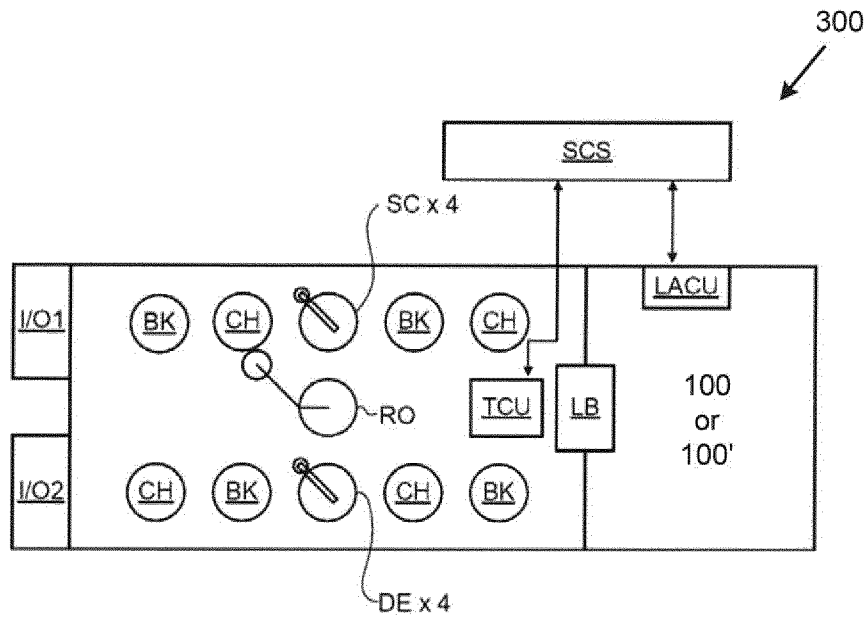 300
SCS
SC x 4
I/O1
BK
CH
BK
CH
LACU
RO
TCU
LB
100
or
100'
I/O2
CH
BK
CH
BK
DE x 4